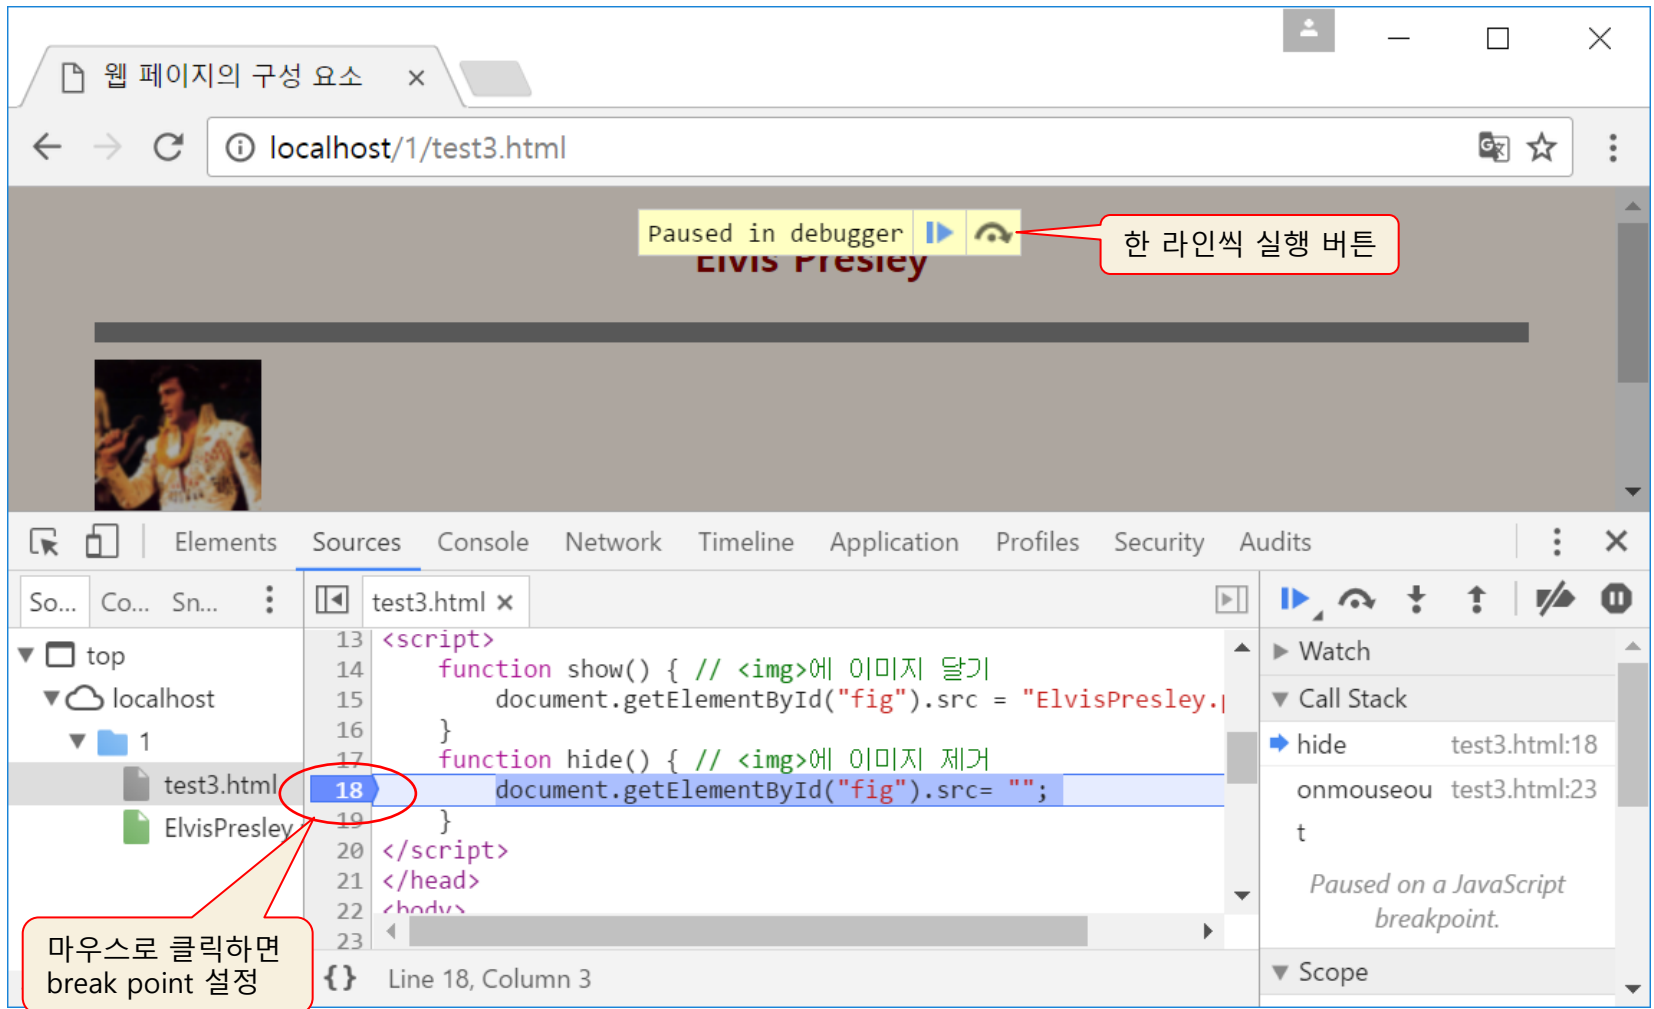 웹 페이지의 구성 요소
localhost/1/test3.html
Paused in debugger
한 라인씩 실행 버튼
Elvis Presley
Elements Sources Console Network Timeline Application Profiles Security Audits
So... Co... Sn...
test3.html
top
localhost
1
test3.html
ElvisPresley
13 <script>
14 function show() { // <img>에 이미지 달기
15 document.getElementById("fig").src = "ElvisPresley.p
16 }
17 function hide() { // <img>에 이미지 제거
18 document.getElementById("fig").src= "";
19 }
20 </script>
21 </head>
22 <body>
23
{} Line 18, Column 3
Watch
Call Stack
hide test3.html:18
onmouseou test3.html:23
t
Paused on a JavaScript
breakpoint.
Scope
마우스로 클릭하면
break point 설정